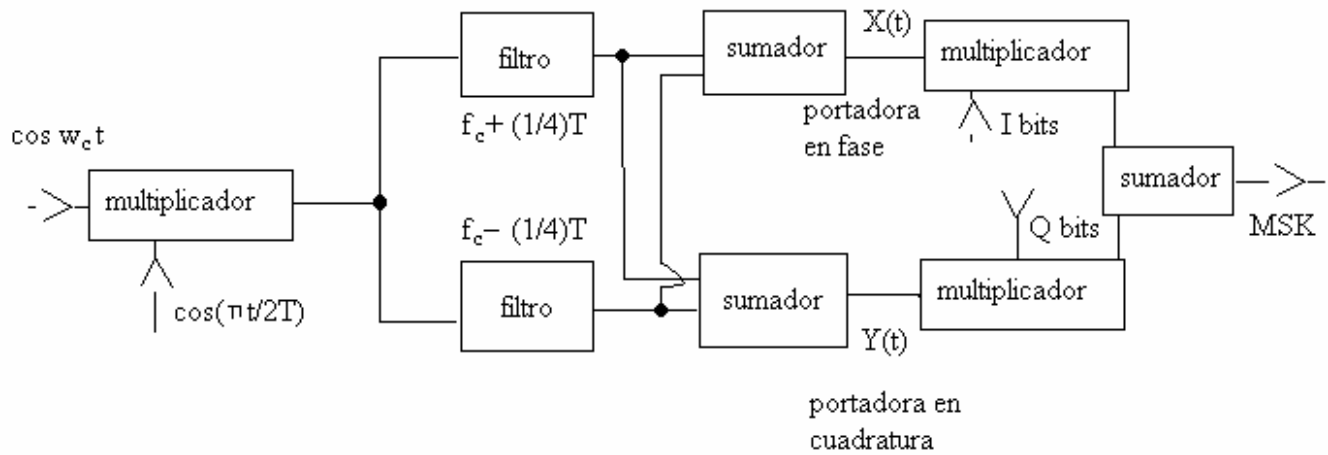 cos w_c t
multiplicador
cos(πt/2T)
filtro
f_c+ (1/4)T
f_c− (1/4)T
filtro
sumador
X(t)
portadora
en fase
multiplicador
I bits
sumador
MSK
Q bits
sumador
Y(t)
multiplicador
portadora en
cuadratura